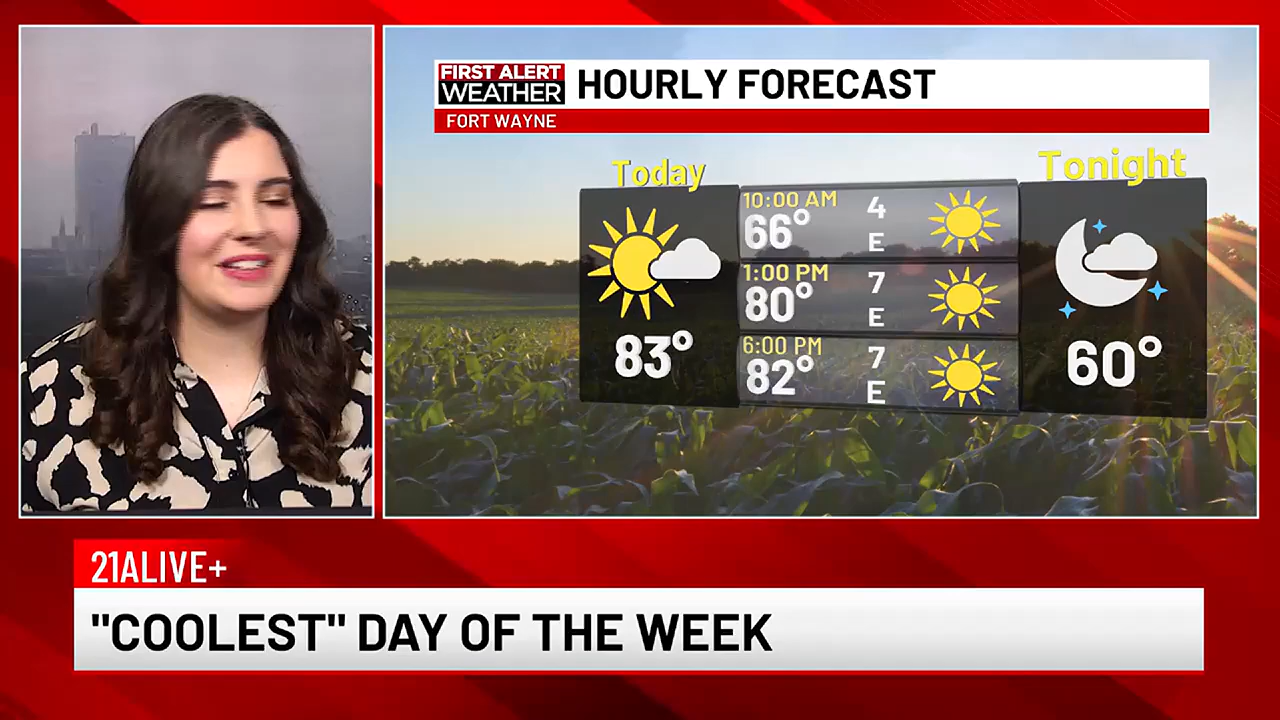 FIRST ALERT
WEATHER
HOURLY FORECAST
FORT WAYNE
Today
83°
10:00 AM
66°
4
E
1:00 PM
80°
7
E
6:00 PM
82°
7
E
Tonight
60°
21ALIVE+
"COOLEST" DAY OF THE WEEK